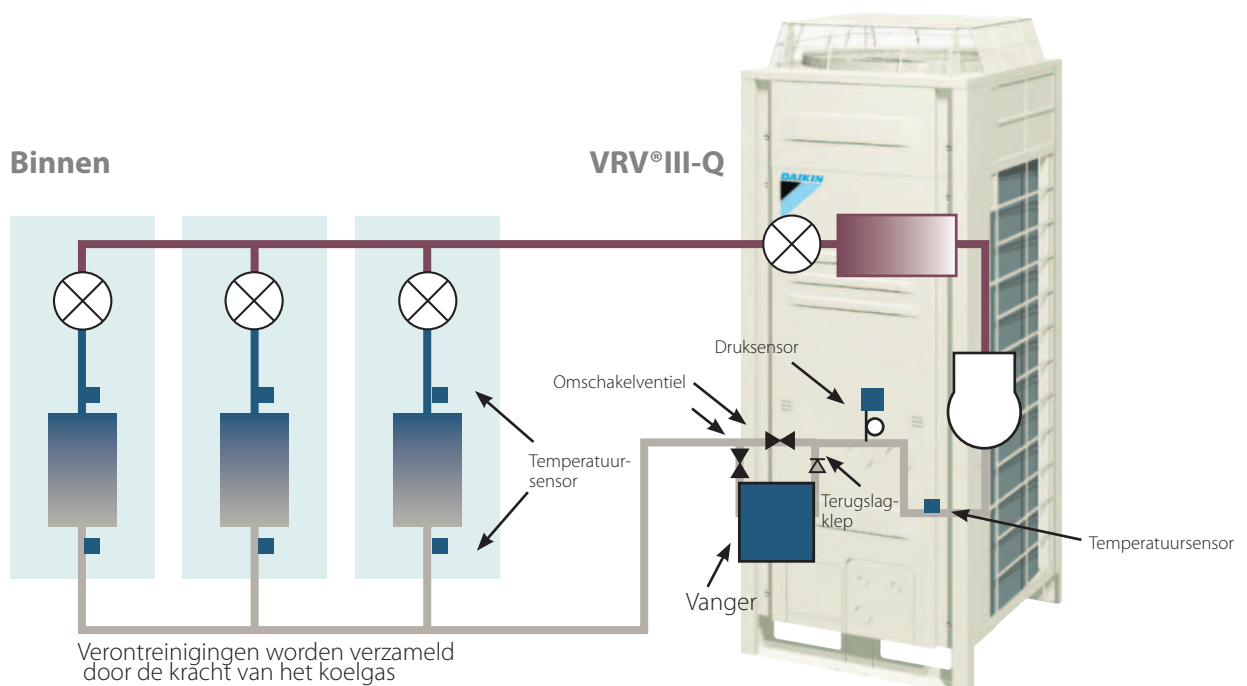 Binnen
VRV®III-Q
DAIKIN
Druksensor
Omschakelventiel
Temperatuur-
sensor
Terugslag-
klep
Temperatuursensor
Vanger
Verontreinigingen worden verzameld
door de kracht van het koelgas